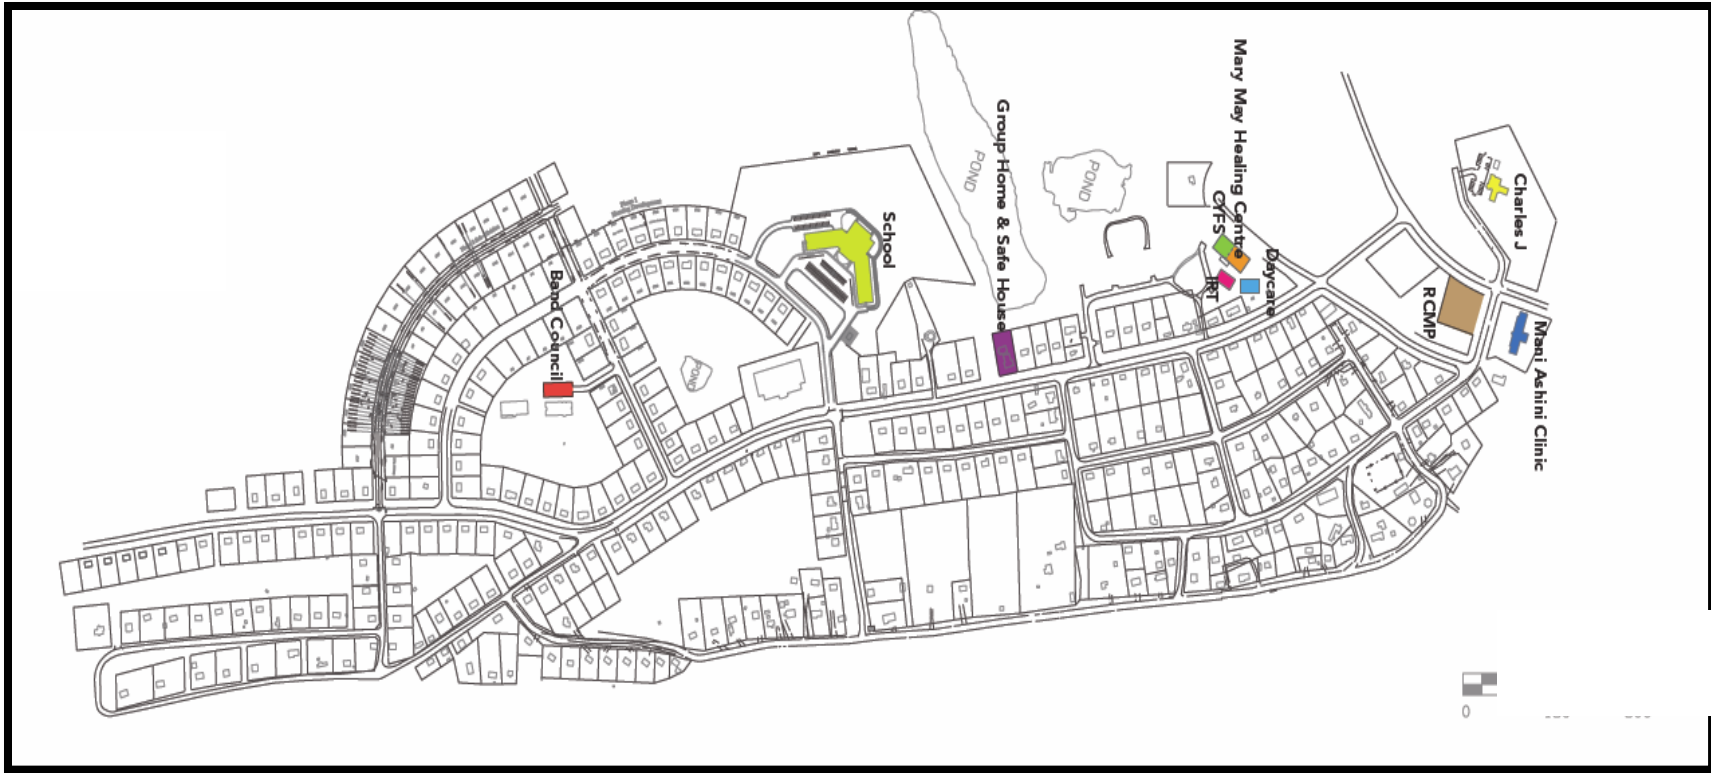 Mary May Healing Centre
Group Home & Safe House
POND
POND
Charles J
CYFS
School
Daycare
IRT
Band Council
RCMP
Mani Ashini Clinic
POND
0